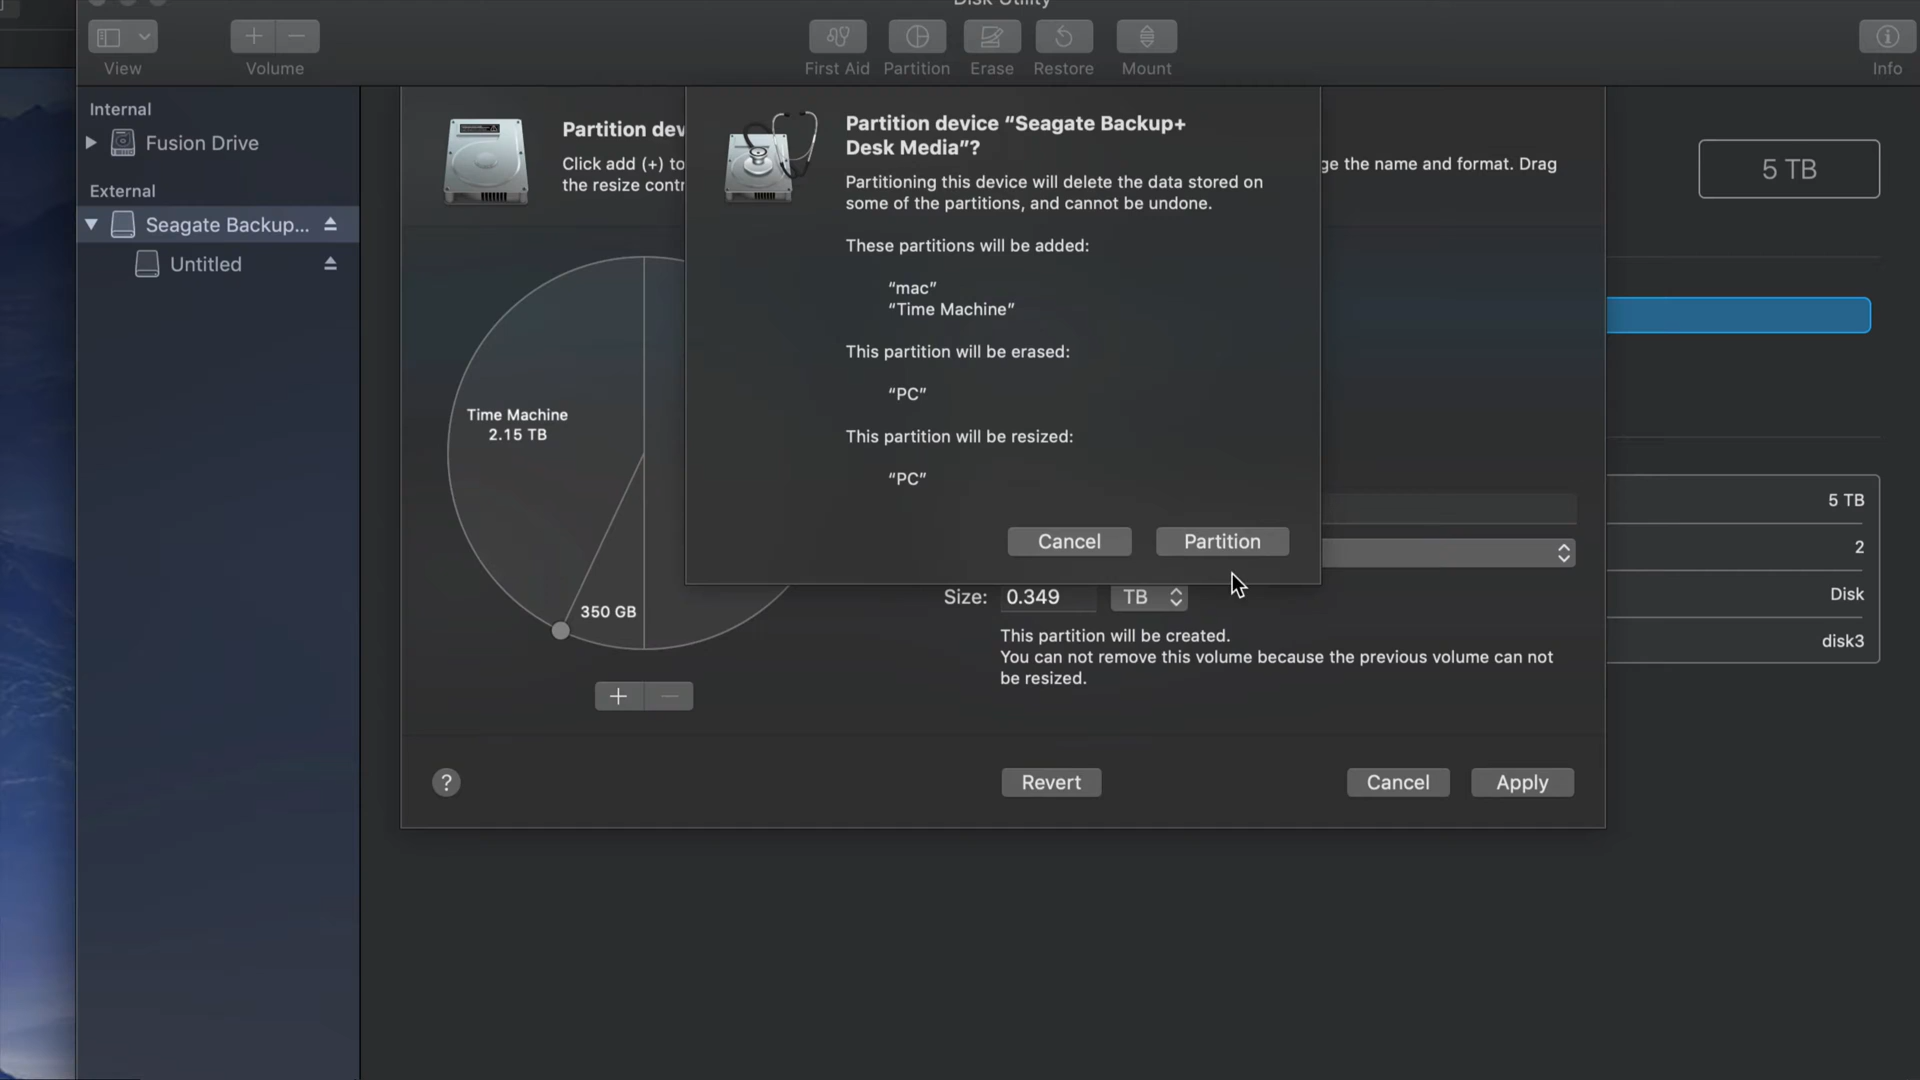 Disk Utility
View
Volume
First Aid
Partition
Erase
Restore
Mount
Info
Internal
Fusion Drive
External
Seagate Backup...
Untitled
Partition dev
Click add (+) to
the resize contr
ge the name and format. Drag
5 TB
Partition device “Seagate Backup+
Desk Media”?
Partitioning this device will delete the data stored on
some of the partitions, and cannot be undone.
These partitions will be added:
“mac”
“Time Machine”
This partition will be erased:
“PC”
This partition will be resized:
“PC”
Cancel
Partition
Time Machine
2.15 TB
350 GB
Size:
0.349
TB
This partition will be created.
You can not remove this volume because the previous volume can not
be resized.
5 TB
2
Disk
disk3
?
Revert
Cancel
Apply